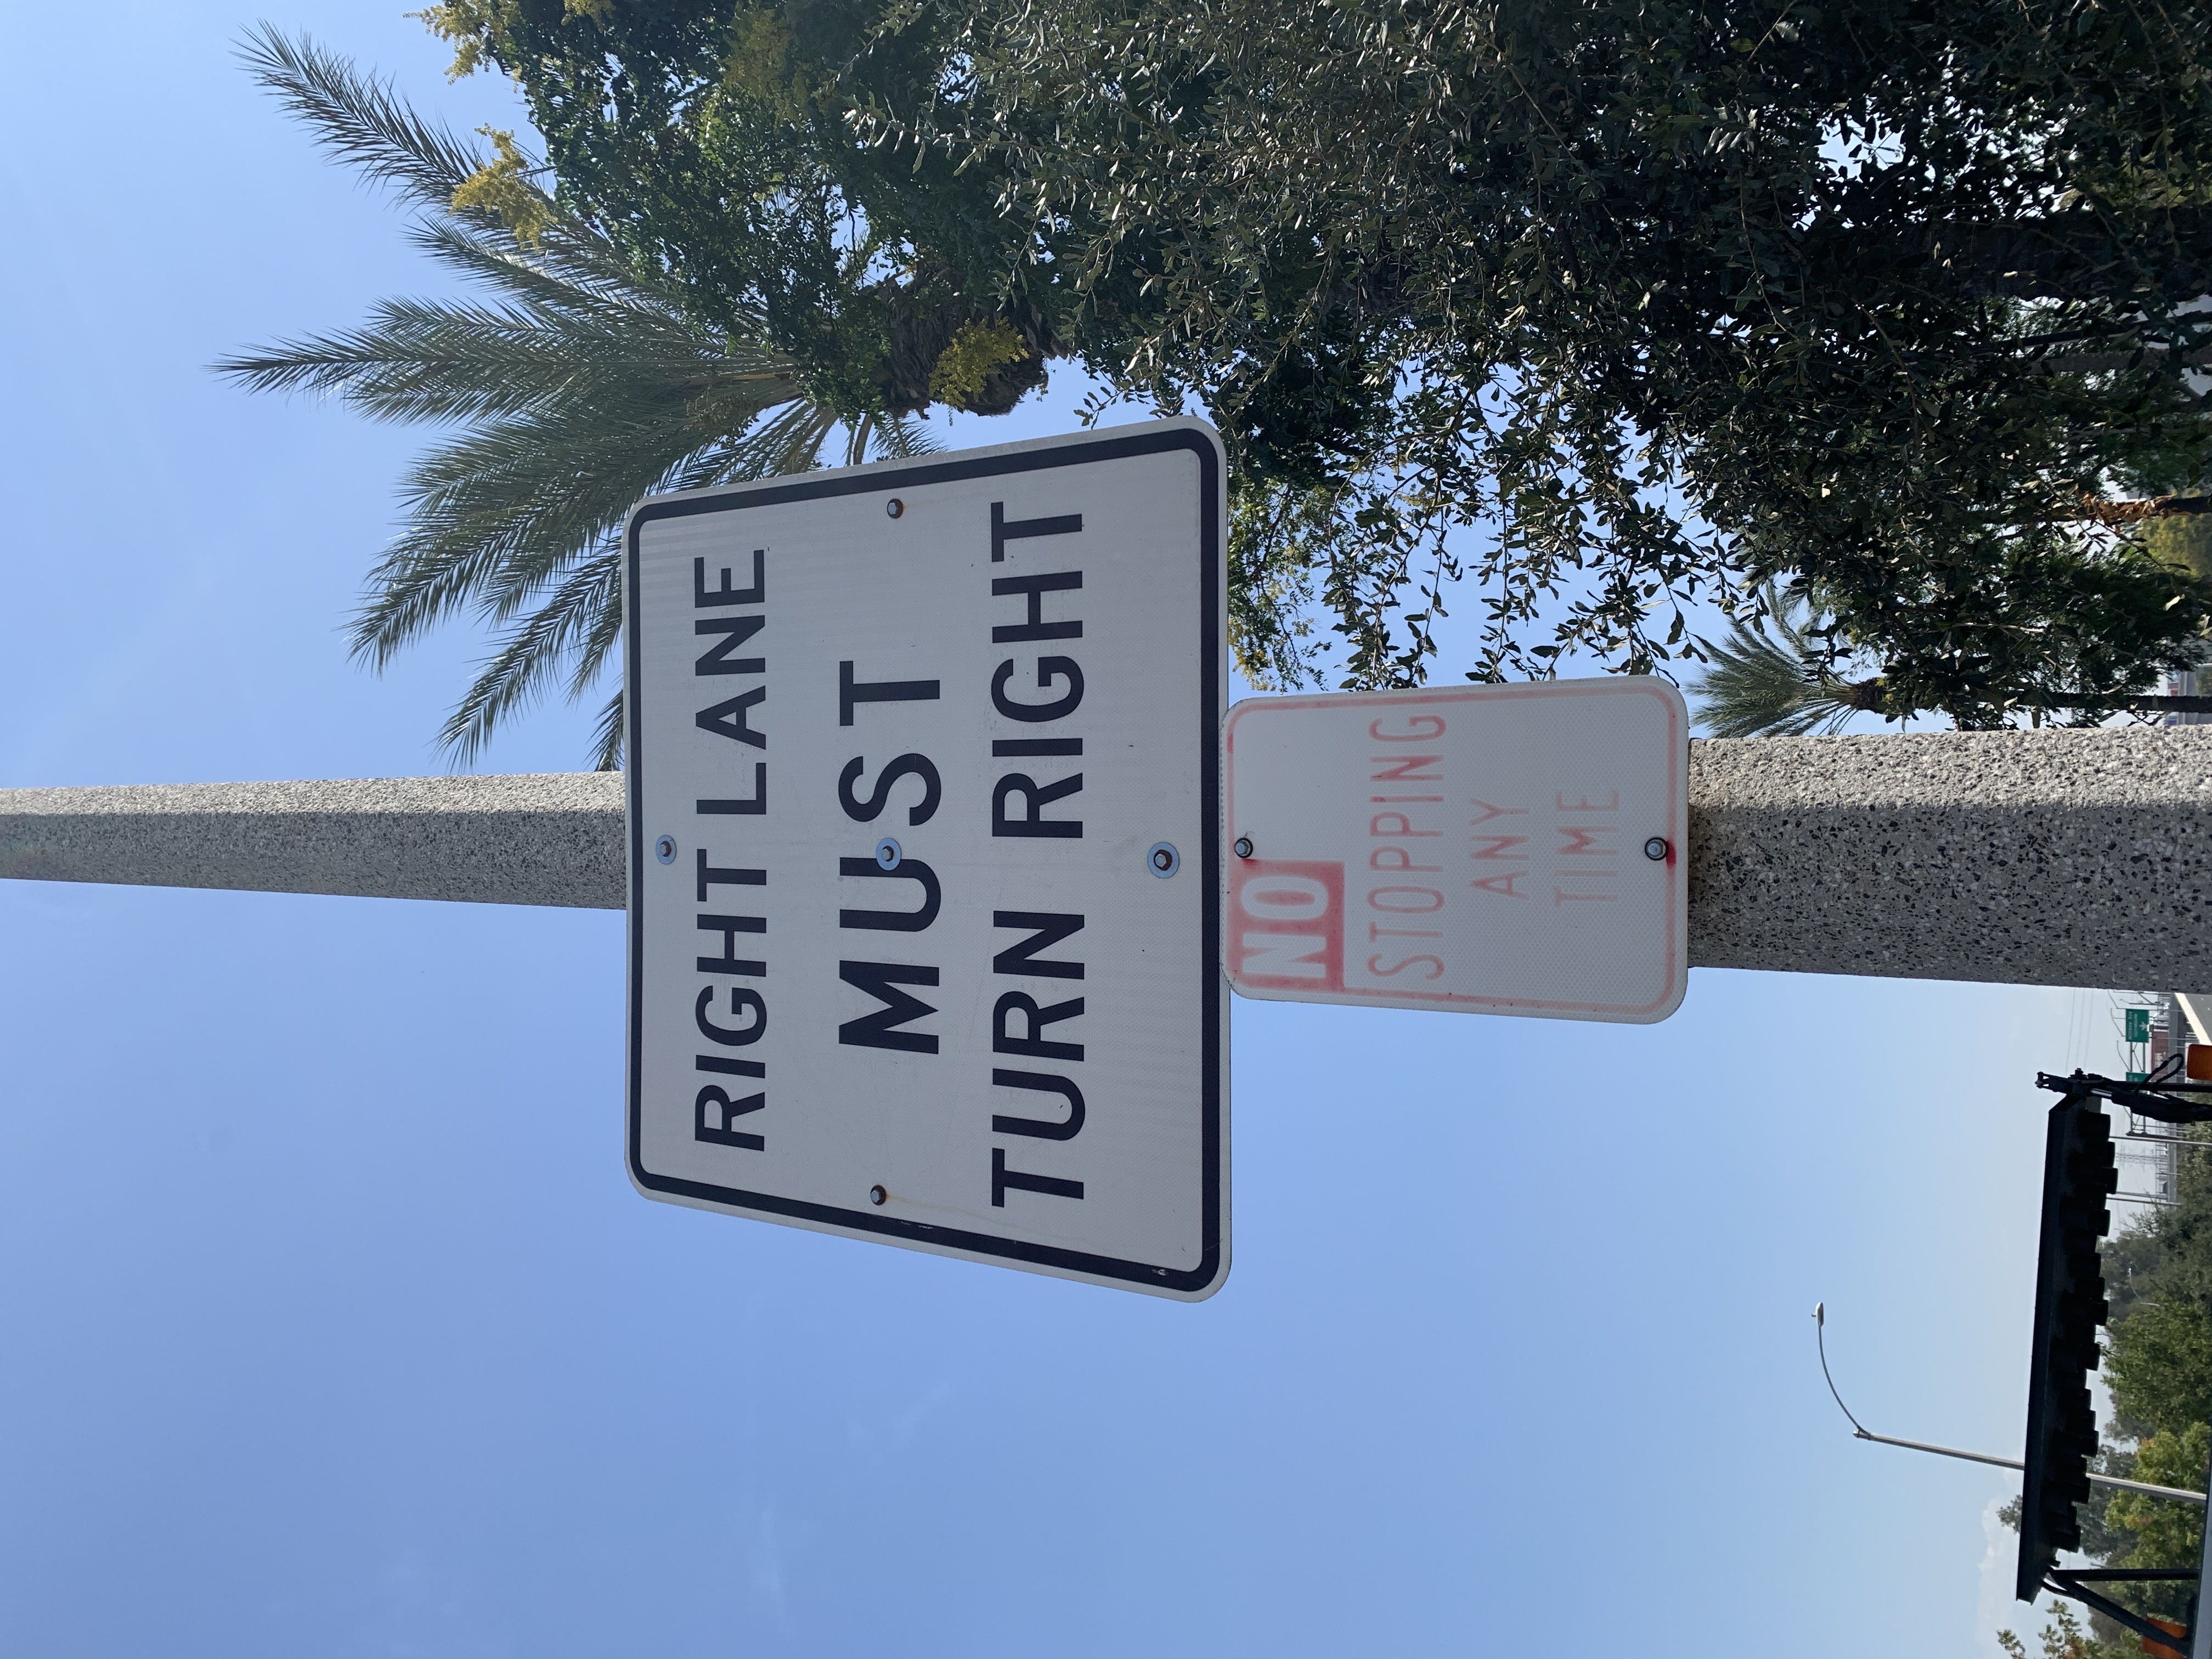 RIGHT LANE
MUST
TURN RIGHT
NO
STOPPING
ANY
TIME